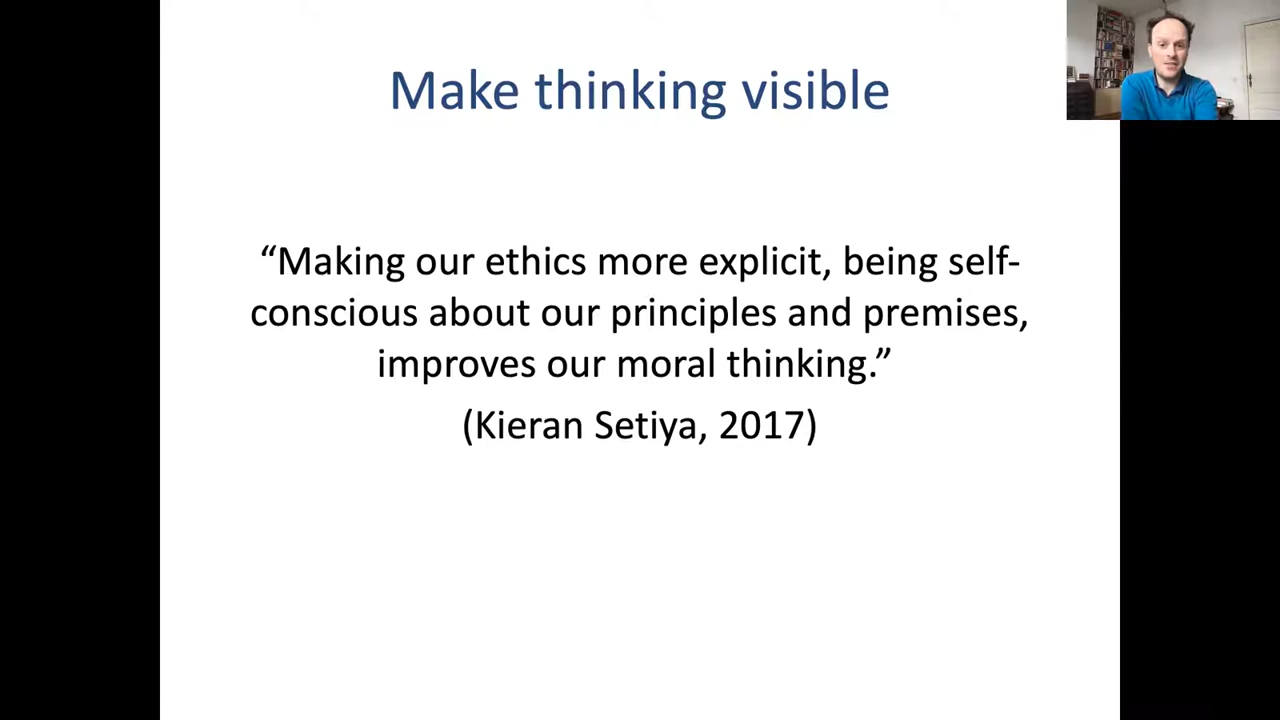 Make thinking visible
“Making our ethics more explicit, being self-
conscious about our principles and premises,
improves our moral thinking.”
(Kieran Setiya, 2017)